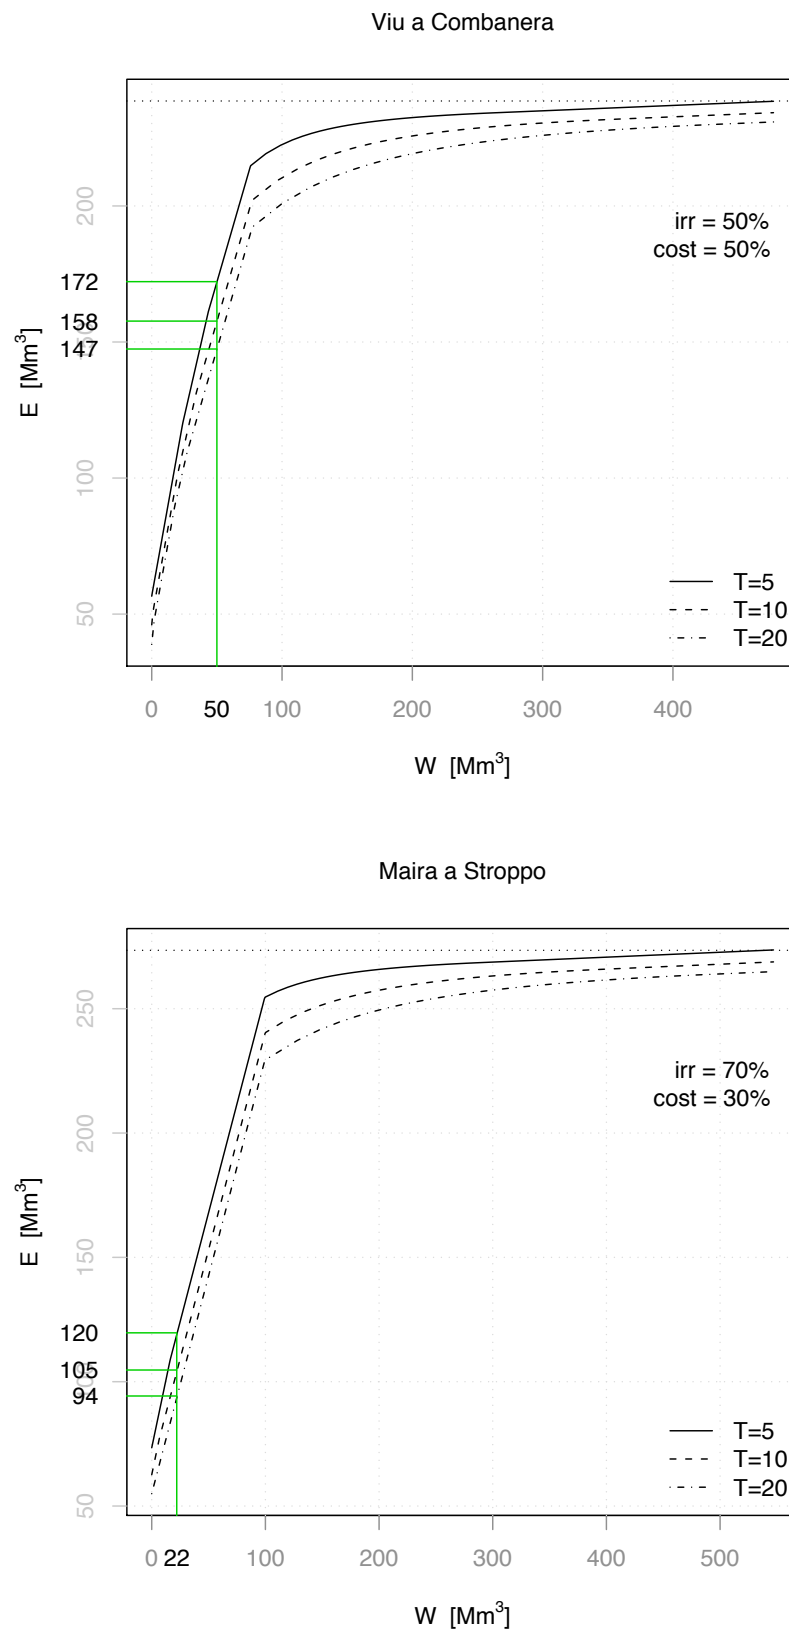 Viu a Combanera
200
irr = 50%
cost = 50%
172
158
147
E [Mm³]
100
T=5
50
T=10
T=20
0 50 100 200 300 400
W [Mm³]
Maira a Stroppo
250
irr = 70%
cost = 30%
200
E [Mm³]
150
120
105
94
T=5
T=10
50
T=20
0 22 100 200 300 400 500
W [Mm³]